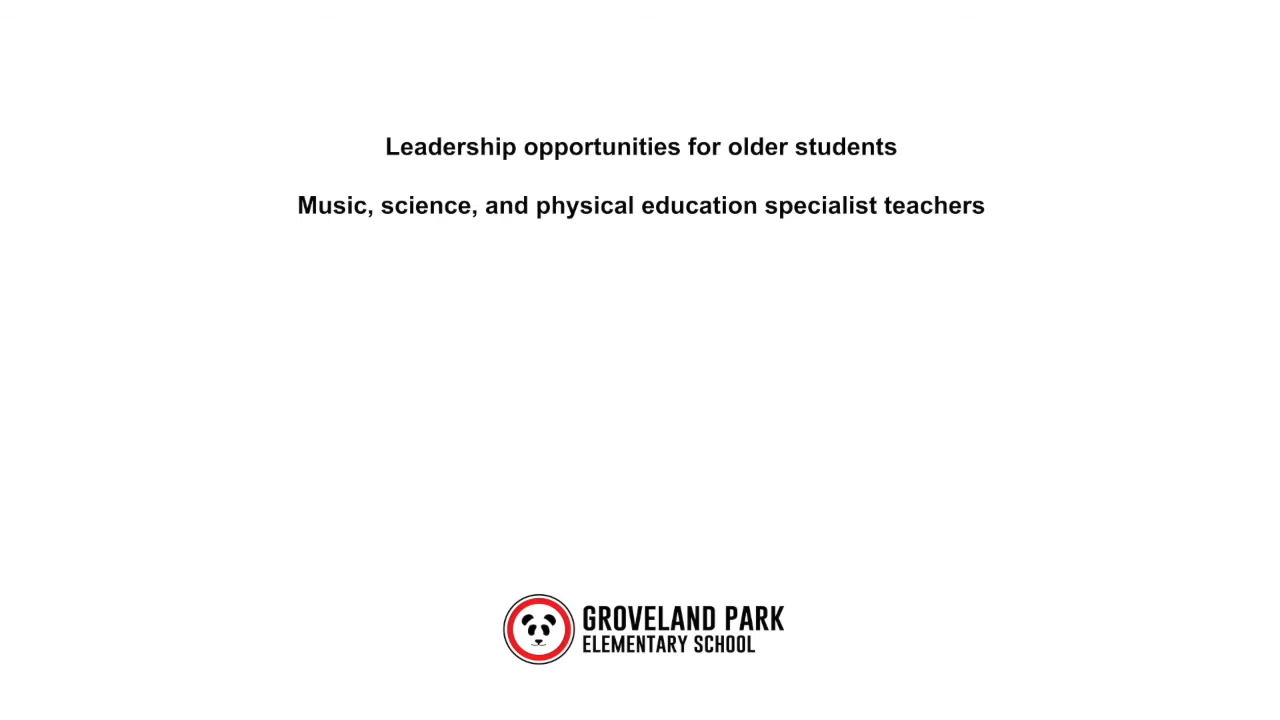 Leadership opportunities for older students
Music, science, and physical education specialist teachers
GROVELAND PARK
ELEMENTARY SCHOOL